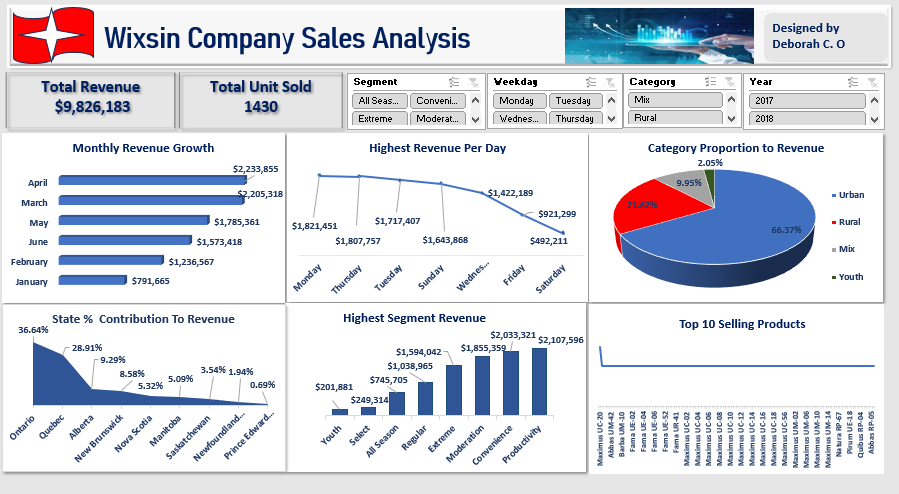 Wixsin Company Sales Analysis
Designed by
Deborah C. O
Total Revenue
$9,826,183
Total Unit Sold
1430
Segment
All Seas...
Conveni...
Extreme
Moderat...
Weekday
Monday
Tuesday
Wednes...
Thursday
Category
Mix
Rural
Year
2017
2018
Monthly Revenue Growth
April
$2,233,855
March
$2,205,318
May
$1,785,361
June
$1,573,418
February
$1,236,567
January
$791,665
Highest Revenue Per Day
$1,821,451
$1,807,757
$1,717,407
$1,643,868
$1,422,189
$921,299
$492,211
Monday
Thursday
Tuesday
Sunday
Wednes...
Friday
Saturday
Category Proportion to Revenue
2.05%
9.95%
21.62%
66.37%
Urban
Rural
Mix
Youth
State % Contribution To Revenue
36.64%
28.91%
9.29%
8.58%
5.32%
5.09%
3.54%
1.94%
0.69%
Ontario
Quebec
Alberta
New Brunswick
Nova Scotia
Manitoba
Saskatchewan
Newfoundland...
Prince Edward...
Highest Segment Revenue
$201,881
$249,314
$745,705
$1,038,965
$1,594,042
$1,855,359
$2,033,321
$2,107,596
Youth
Select
All Season
Regular
Extreme
Moderation
Convenience
Productivity
Top 10 Selling Products
Maximus UC-30
Abbas UM-42
Barba UM-10
Fama UE-02
Fama UE-04
Fama UE-06
Fama UE-52
Fama UR-41
Maximus UC-02
Maximus UC-04
Maximus UC-06
Maximus UC-08
Maximus UC-10
Maximus UC-12
Maximus UC-14
Maximus UC-16
Maximus UC-18
Maximus UC-56
Maximus UM-02
Maximus UM-06
Maximus UM-10
Maximus UM-14
Natura RP-67
Pirum UE-18
Quibus RP-04
Abbas RP-05